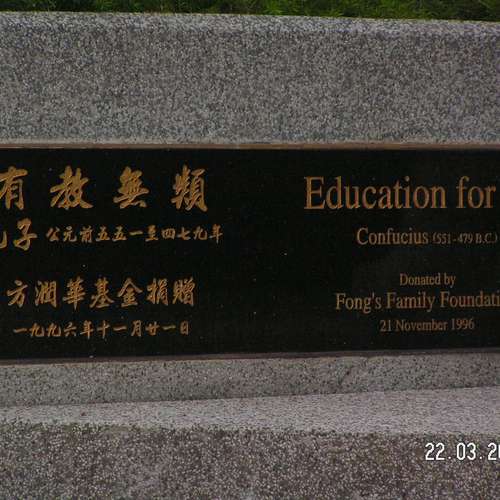 有教無類
孔子 公元前五五一至四七九年
方潤華基金捐贈
一九九六年十一月廿一日
Education for
Confucius (551-479 B.C.)
Donated by
Fong's Family Foundati
21 November 1996
22.03.20